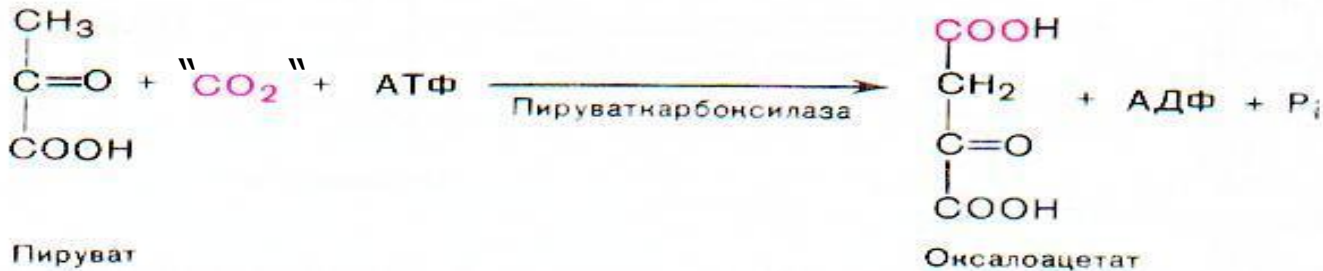 CH3
C=O + "CO2" + АТФ
COOH
Пируваткарбоксилаза
COOH
CH2 + АДФ + Pi
C=O
COOH
Пируват
Оксалоацетат